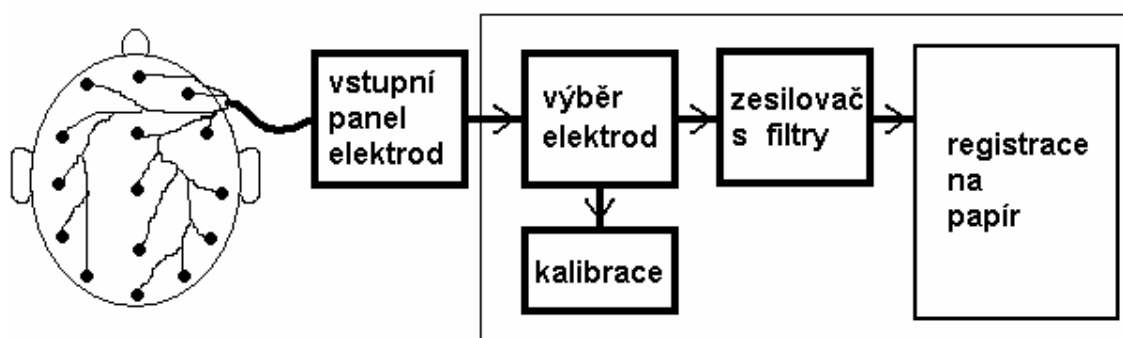 vstupní
panel
elektrod
výběr
elektrod
kalibrace
zesilovač
s filtry
registrace
na
papír